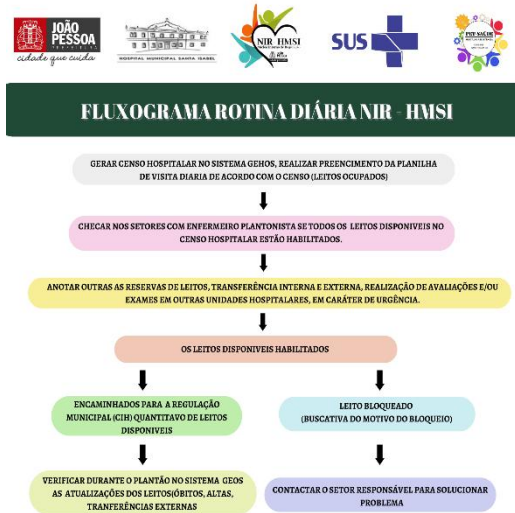 JOÃO
PESSOA
PREFEITURA
cidade que cuida
HOSPITAL MUNICIPAL SANTA ISABEL
NIR-HMSI
SUS
PET-SAÚDE
FLUXOGRAMA ROTINA DIÁRIA NIR - HMSI
GERAR CENSO HOSPITALAR NO SISTEMA GEHOS, REALIZAR PREENCIMENTO DA PLANILHA
DE VISITA DIARIA DE ACORDO COM O CENSO (LEITOS OCUPADOS)
CHECAR NOS SETORES COM ENFERMEIRO PLANTONISTA SE TODOS OS LEITOS DISPONIVEIS NO
CENSO HOSPITALAR ESTÃO HABILITADOS.
ANOTAR OUTRAS AS RESERVAS DE LEITOS, TRANSFERÊNCIA INTERNA E EXTERNA, REALIZAÇÃO DE AVALIAÇÕES E/OU
EXAMES EM OUTRAS UNIDADES HOSPITALARES, EM CARÁTER DE URGÊNCIA.
OS LEITOS DISPONIVEIS HABILITADOS
ENCAMINHADOS PARA A REGULAÇÃO
MUNICIPAL (CIH) QUANTITAVO DE LEITOS
DISPONIVEIS
LEITO BLOQUEADO
(BUSCATIVA DO MOTIVO DO BLOQUEIO)
VERIFICAR DURANTE O PLANTÃO NO SISTEMA GEOS
AS ATUALIZAÇÕES DOS LEITOS(ÓBITOS, ALTAS,
TRANFERÊNCIAS EXTERNAS
CONTACTAR O SETOR RESPONSÁVEL PARA SOLUCIONAR
PROBLEMA